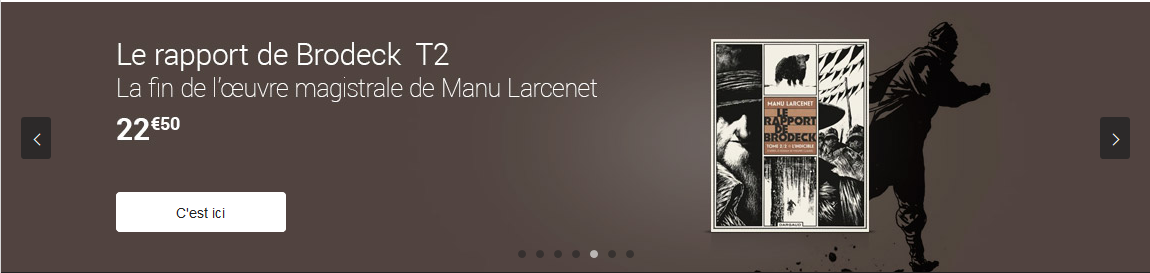 Le rapport de Brodeck T2
La fin de l'œuvre magistrale de Manu Larcenet
22€50
C'est ici
MANU LARCENET
LE
RAPPORT
DE
BRODECK
TOME 2/2 • L'INDICIBLE
DARGAUD